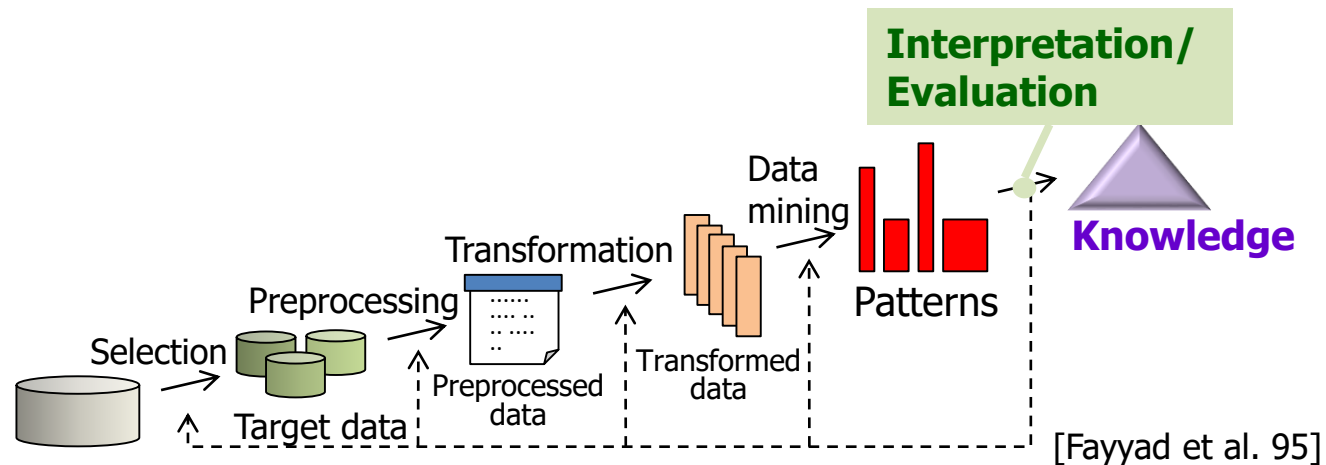 Interpretation/
Evaluation
Data
mining
Knowledge
Transformation
Patterns
Preprocessing
Selection
Transformed
data
Preprocessed
data
Target data
[Fayyad et al. 95]